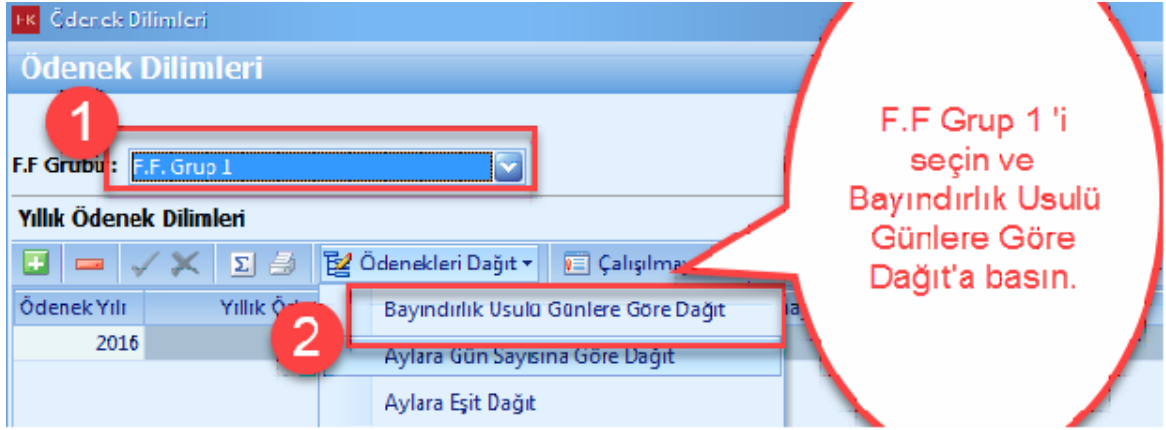 HK Ödenek Dilimleri
Ödenek Dilimleri
1
F.F Grubu : F.F. Grup 1
Yıllık Ödenek Dilimleri
Σ Ödenekleri Dağıt
Ödenek Yılı Yıllık
2016
2
Bayındırlık Usulü Günlere Göre Dağıt
Aylara Gün Sayısına Göre Dağıt
Aylara Eşit Dağıt
F.F Grup 1 'i
seçin ve
Bayındırlık Usulü
Günlere Göre
Dağıt'a basın.